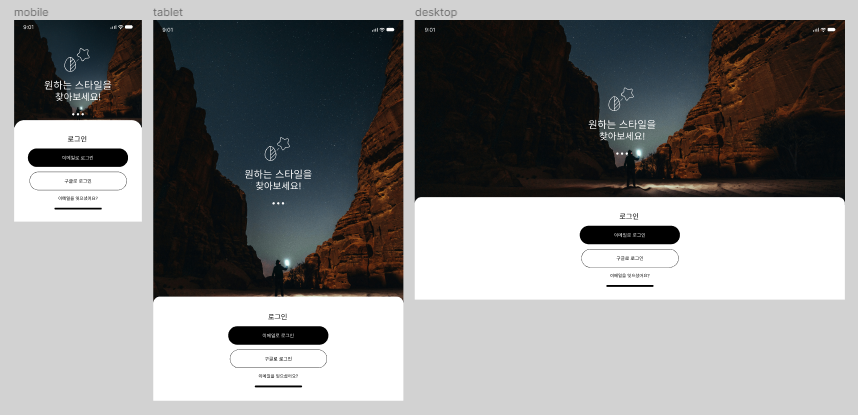 mobile
9:01
원하는 스타일을
찾아보세요!
로그인
이메일로 로그인
구글로 로그인
이메일을 잊으셨어요?
tablet
9:01
원하는 스타일을
찾아보세요!
로그인
이메일로 로그인
구글로 로그인
이메일을 잊으셨어요?
desktop
9:01
원하는 스타일을
찾아보세요!
로그인
이메일로 로그인
구글로 로그인
이메일을 잊으셨어요?